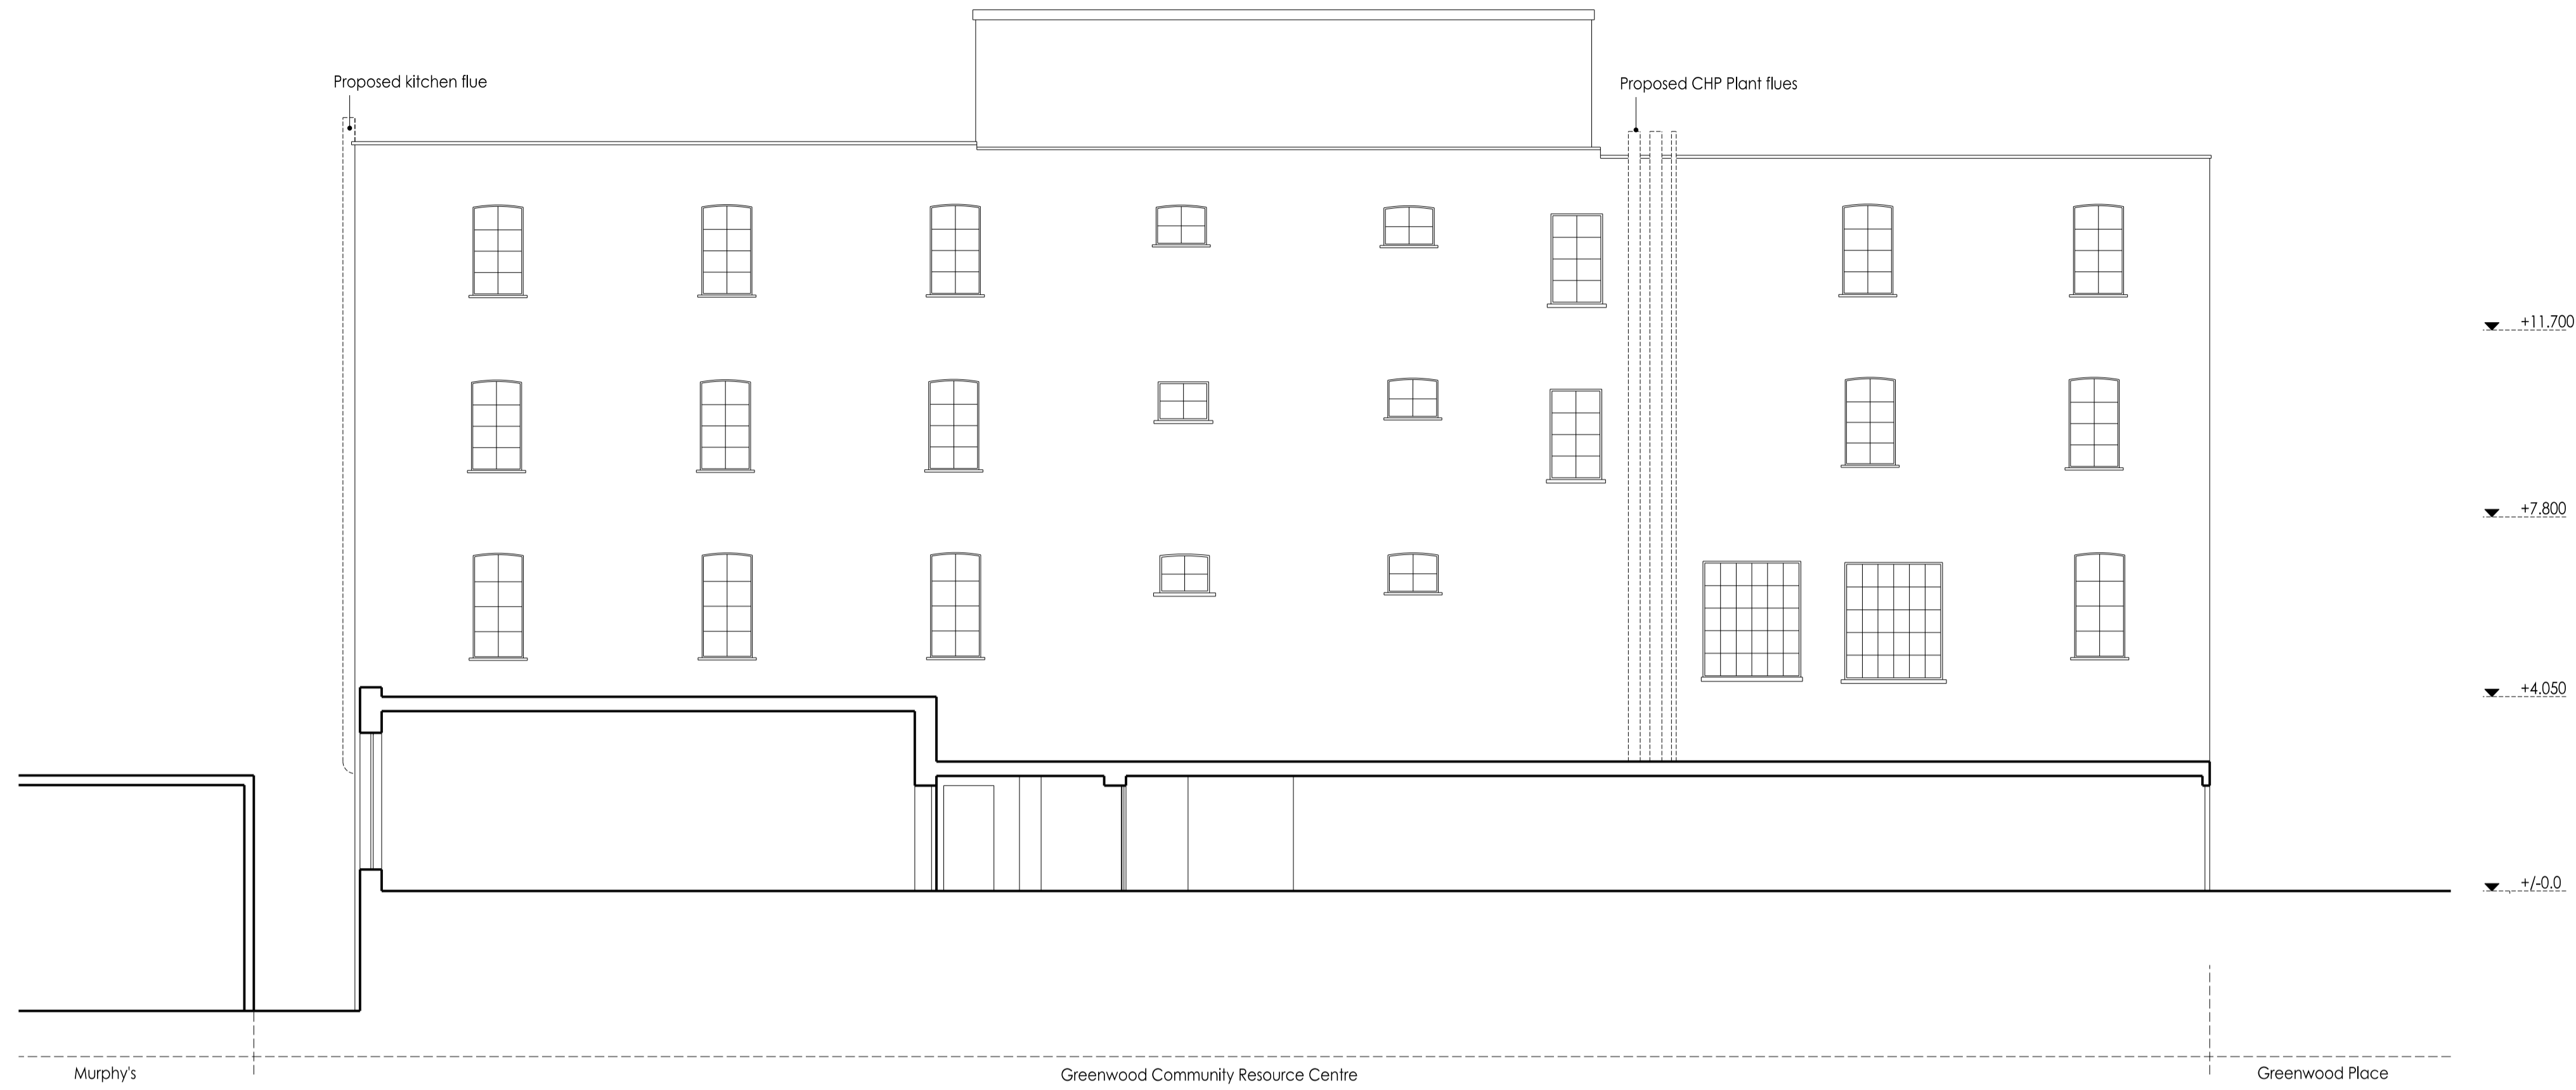 Proposed kitchen flue
Proposed CHP Plant flues
+11.700
+7.800
+4.050
+/-0.0
Murphy's
Greenwood Community Resource Centre
Greenwood Place